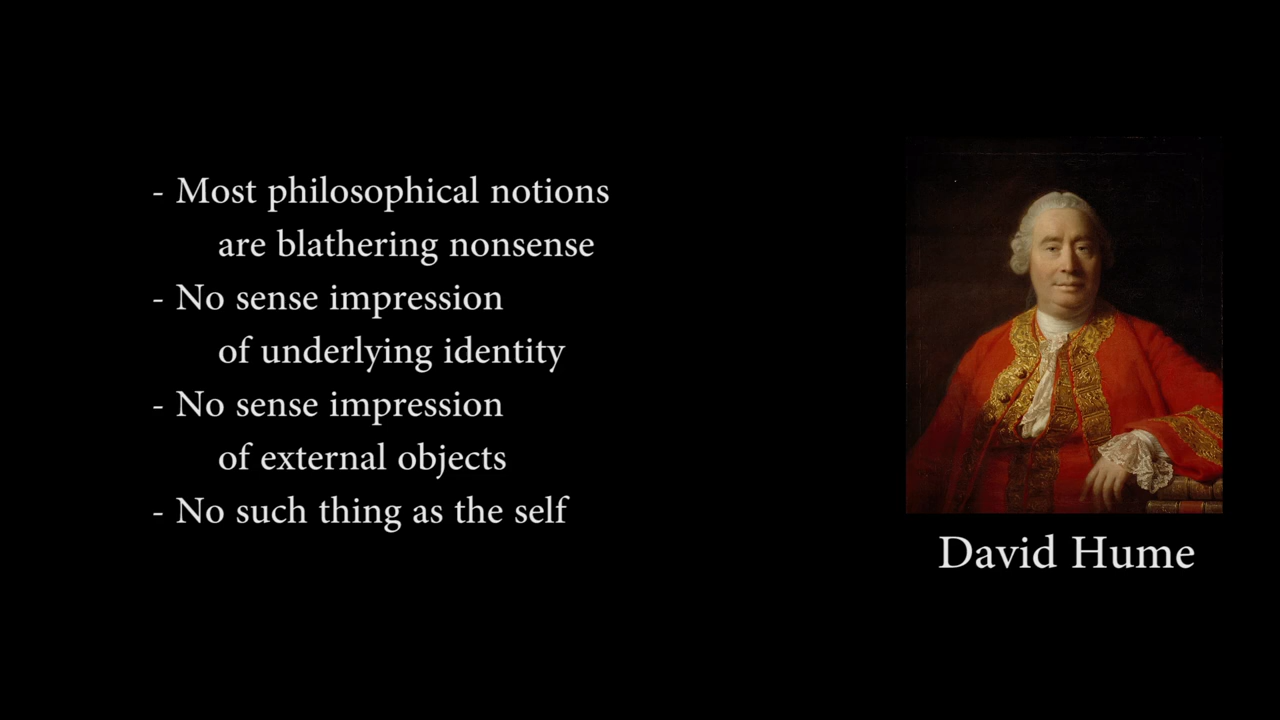 - Most philosophical notions
are blathering nonsense
- No sense impression
of underlying identity
- No sense impression
of external objects
- No such thing as the self
David Hume